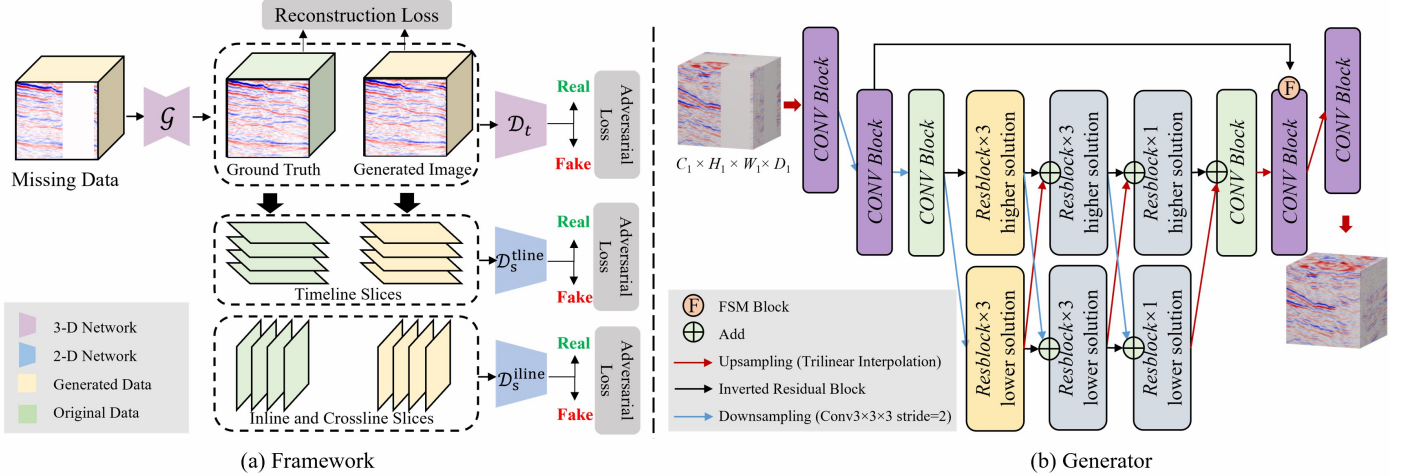 Reconstruction Loss
Missing Data
G
Ground Truth
Generated Image
D_t
Real
Fake
Adversarial
Loss
Timeline Slices
D_s^tline
Real
Fake
Adversarial
Loss
Inline and Crossline Slices
D_s^iline
Real
Fake
Adversarial
Loss
3-D Network
2-D Network
Generated Data
Original Data
(a) Framework
C₁ × H₁ × W₁ × D₁
CONV Block
CONV Block
CONV Block
Resblock×3
higher solution
Resblock×3
higher solution
Resblock×1
higher solution
CONV Block
F
CONV Block
CONV Block
Resblock×3
lower solution
Resblock×3
lower solution
Resblock×1
lower solution
F
FSM Block
Add
Upsampling (Trilinear Interpolation)
Inverted Residual Block
Downsampling (Conv3×3×3 stride=2)
(b) Generator